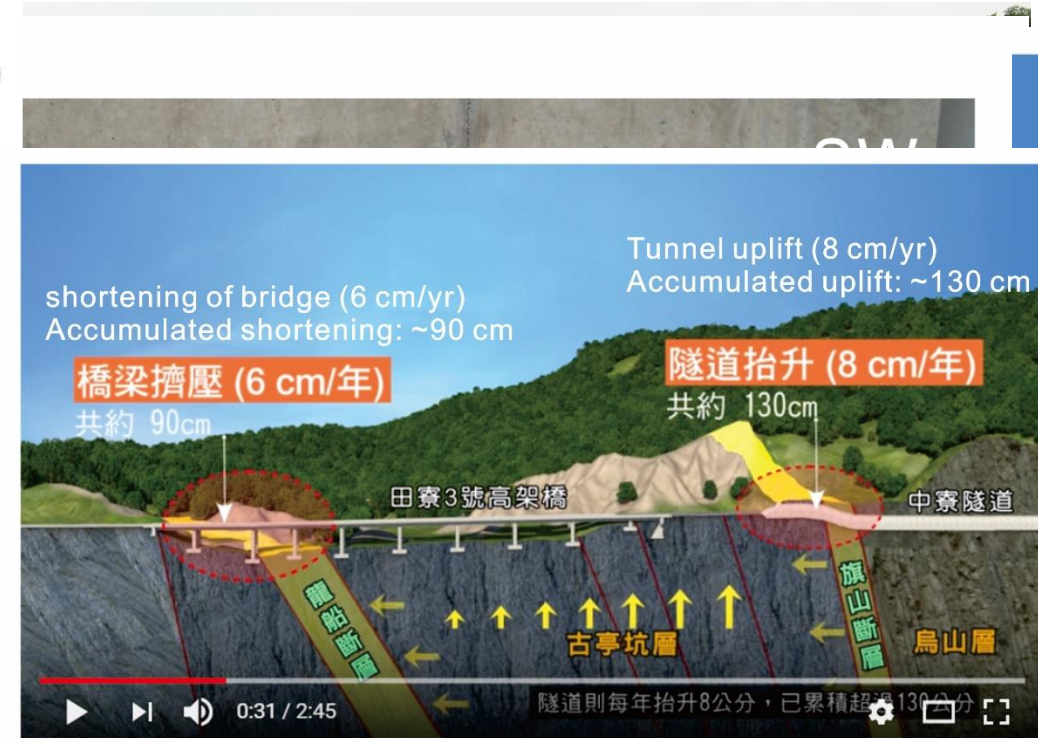 sw
Tunnel uplift (8 cm/yr)
Accumulated uplift: ~130 cm
shortening of bridge (6 cm/yr)
Accumulated shortening: ~90 cm
隧道抬升 (8 cm/年)
共約 130cm
橋梁擠壓 (6 cm/年)
共約 90cm
田寮3號高架橋
中寮隧道
龍船斷層
旗山斷層
古亭坑層
烏山層
隧道則每年抬升8公分，已累積超過130公分
0:31 / 2:45